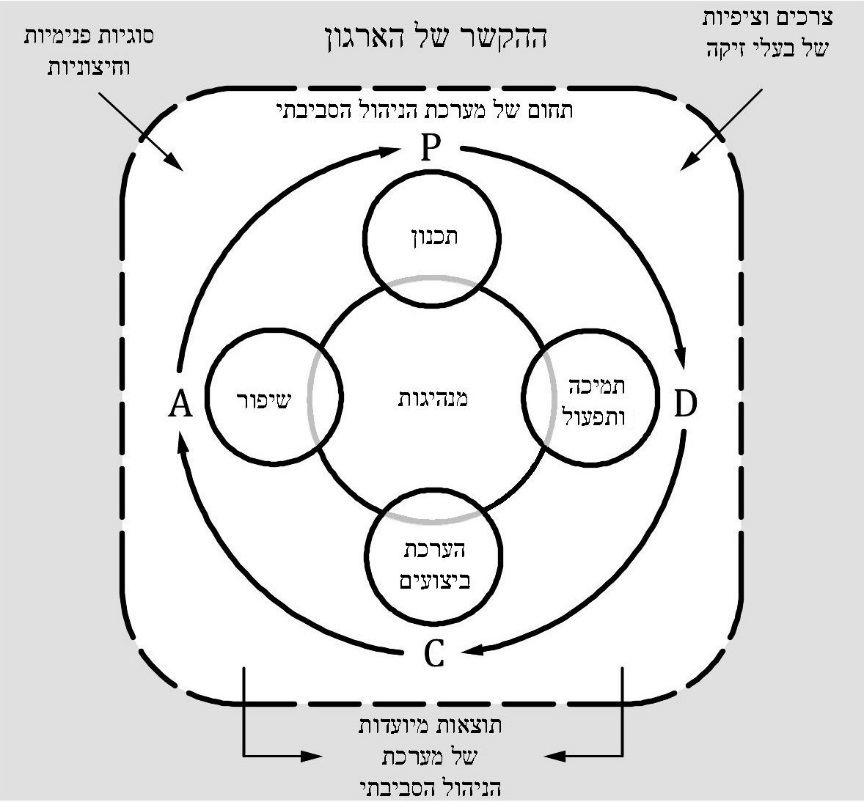 צרכים וציפיות
של בעלי זיקה
ההקשר של הארגון
סוגיות פנימיות
וחיצוניות
תחום של מערכת הניהול הסביבתי
P
תכנון
תמיכה
ותפעול
D
מנהיגות
שיפור
A
הערכת
ביצועים
C
תוצאות מיועדות
של מערכת
הניהול הסביבתי